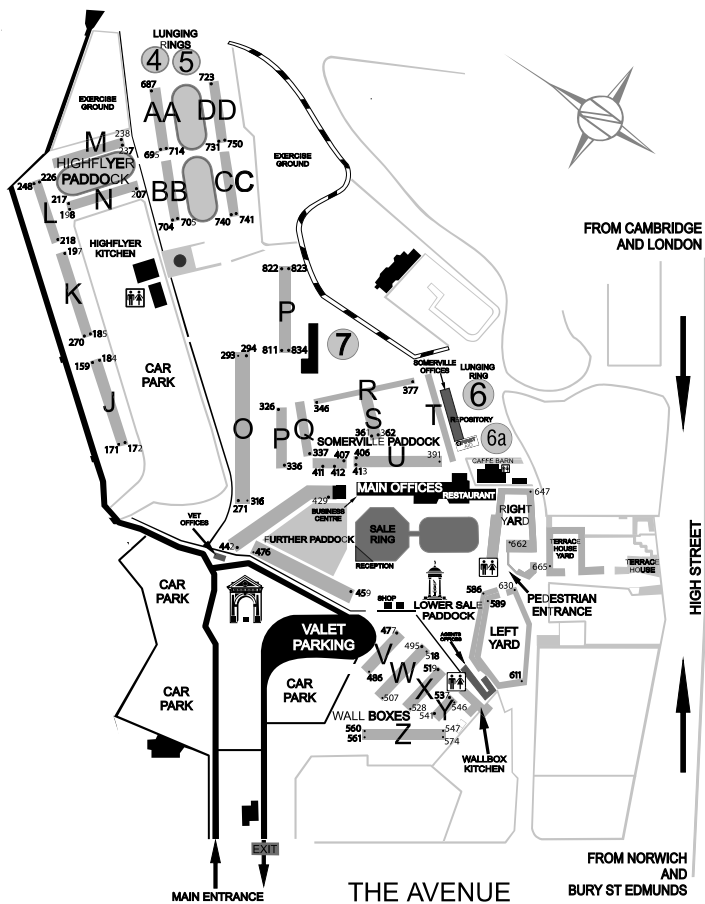 LUNGING
RINGS
4 5
687
723
EXERCISE
GROUND
AA
DD
M
238
237
695
714
731
750
EXERCISE
GROUND
HIGHFLYER
PADDOCK
248
226
207
N
BB
CC
217
198
L
704
705
740
741
218
197
HIGHFLYER
KITCHEN
FROM CAMBRIDGE
AND LONDON
822
823
K
P
270
185
811
834
7
294
293
159
184
CAR
PARK
SOMERVILLE
OFFICES
LUNGING
RING
6
377
R
346
326
J
O
P
Q
S
T
REPOSITORY
361
362
6a
SOMERVILLE PADDOCK
171
172
337
336
407
406
411
412
413
U
391
CAFFE BARN
MAIN OFFICES
RESTAURANT
647
271
316
429
BUSINESS
CENTRE
RIGHT
YARD
VET
OFFICES
SALE
RING
FURTHER PADDOCK
442
476
662
TERRACE
HOUSE
YARD
TERRACE
HOUSE
RECEPTION
665
HIGH STREET
CAR
PARK
459
586
630
589
PEDESTRIAN
ENTRANCE
SHOP
LOWER SALE
PADDOCK
VALET
PARKING
477
AGENTS
OFFICES
LEFT
YARD
495
518
V
519
486
W
611
CAR
PARK
CAR
PARK
X
537
507
546
528
541
Y
WALL BOXES
560
561
Z
547
574
WALLBOX
KITCHEN
EXIT
FROM NORWICH
AND
BURY ST EDMUNDS
MAIN ENTRANCE
THE AVENUE